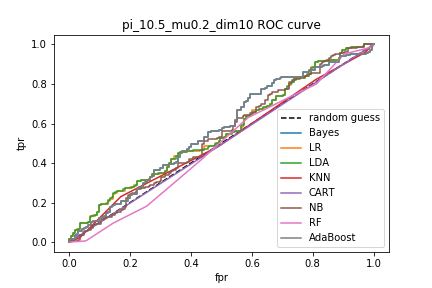 pi_10.5_mu0.2_dim10 ROC curve
1.0
0.8
0.6
0.4
0.2
0.0
tpr
random guess
Bayes
LR
LDA
KNN
CART
NB
RF
AdaBoost
0.0 0.2 0.4 0.6 0.8 1.0
fpr